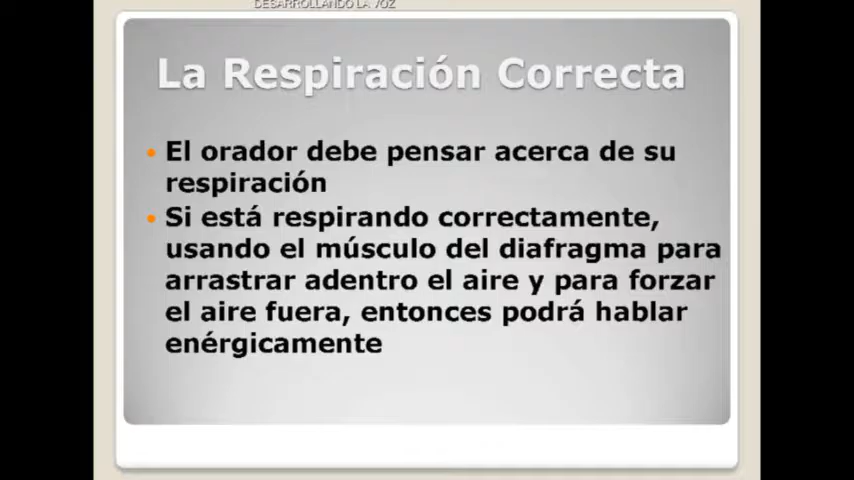 DESARROLLANDO LA VOZ
La Respiración Correcta
• El orador debe pensar acerca de su
respiración
• Si está respirando correctamente,
usando el músculo del diafragma para
arrastrar adentro el aire y para forzar
el aire fuera, entonces podrá hablar
enérgicamente